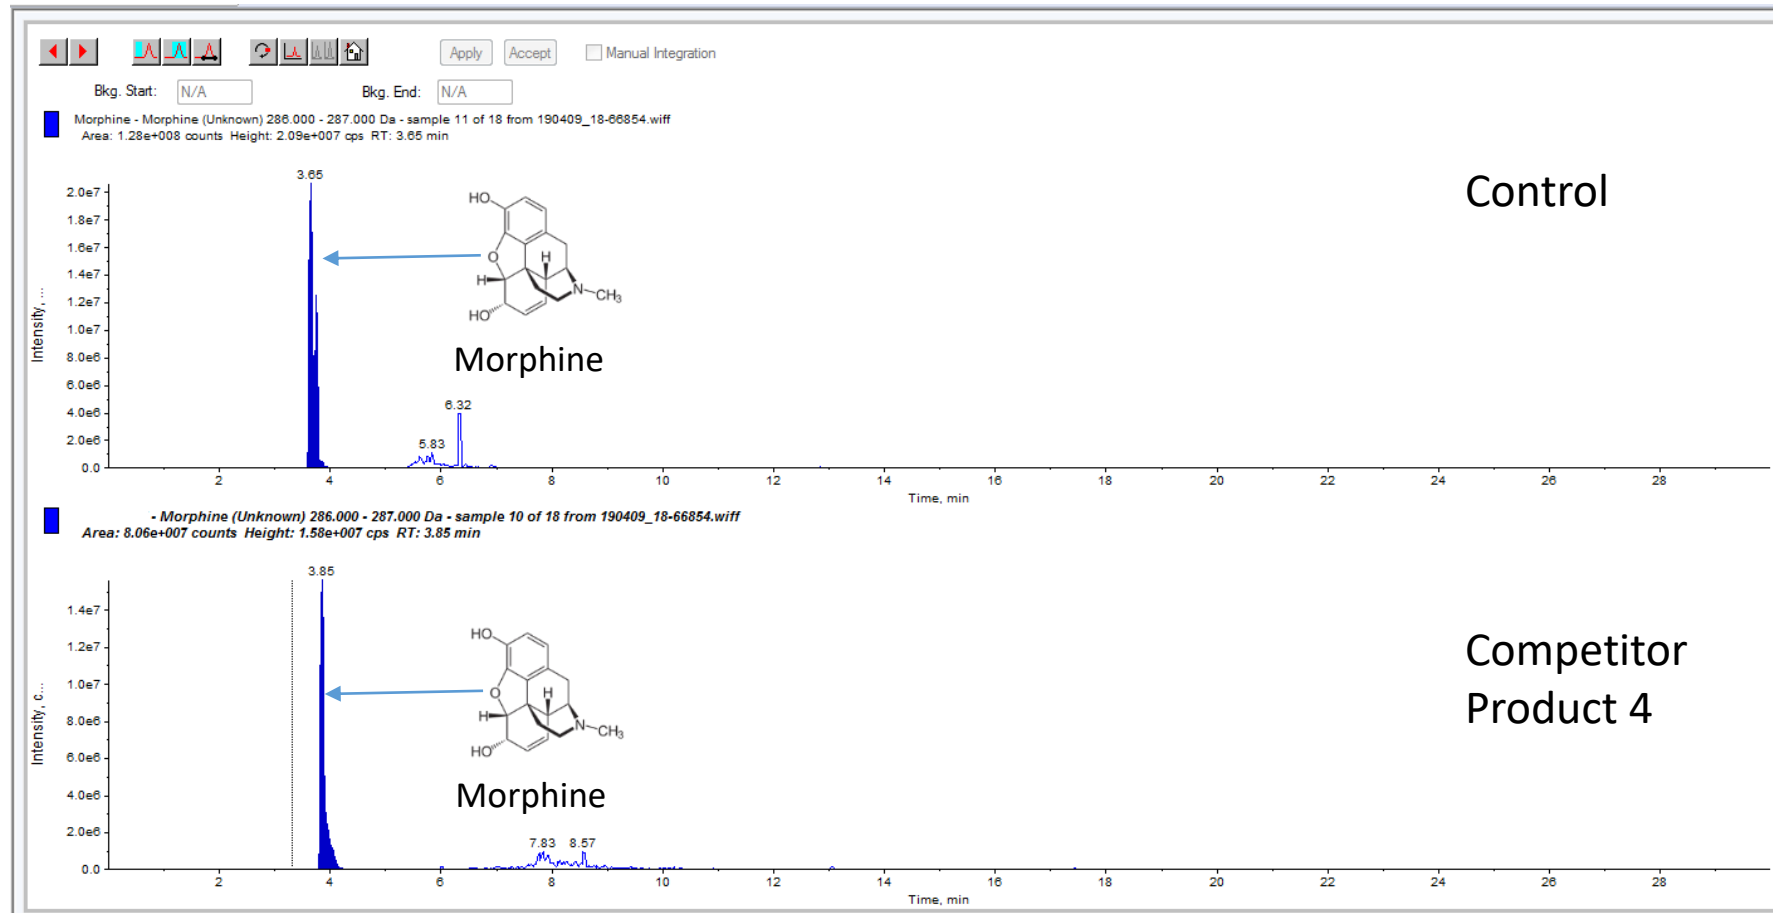 Apply Accept Manual Integration
Bkg. Start: N/A Bkg. End: N/A
Morphine - Morphine (Unknown) 286.000 - 287.000 Da - sample 11 of 18 from 190409_18-66854.wiff
Area: 1.28e+008 counts Height: 2.09e+007 cps RT: 3.65 min
Control
3.65
2.0e7
1.8e7
1.6e7
1.4e7
1.2e7
1.0e7
8.0e6
6.0e6
4.0e6
2.0e6
0.0
Intensity, ...
HO
O
H
H
N
CH3
HO
Morphine
6.32
5.83
2 4 6 8 10 12 14 16 18 20 22 24 26 28
Time, min
- Morphine (Unknown) 286.000 - 287.000 Da - sample 10 of 18 from 190409_18-66854.wiff
Area: 8.06e+007 counts Height: 1.58e+007 cps RT: 3.85 min
Competitor
Product 4
3.85
1.4e7
1.2e7
1.0e7
8.0e6
6.0e6
4.0e6
2.0e6
0.0
Intensity, c...
HO
O
H
H
N
CH3
HO
Morphine
7.83 8.57
2 4 6 8 10 12 14 16 18 20 22 24 26 28
Time, min